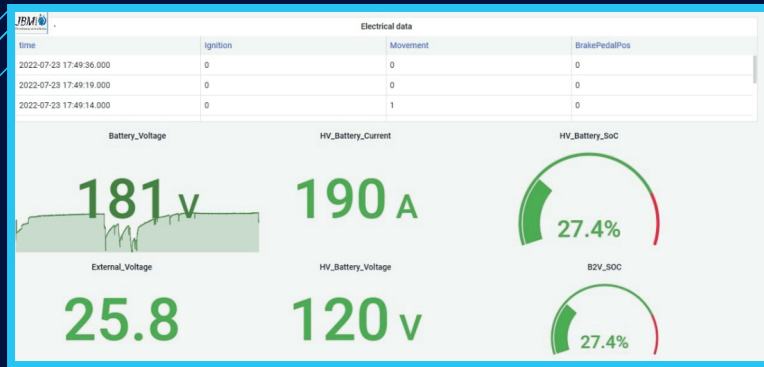 JBM
Electrical data
time Ignition Movement BrakePedalPos
2022-07-23 17:49:36.000 0 0 0
2022-07-23 17:49:19.000 0 0 0
2022-07-23 17:49:14.000 0 1 0
Battery_Voltage HV_Battery_Current HV_Battery_SoC
181 V 190 A 27.4%
External_Voltage HV_Battery_Voltage B2V_SOC
25.8 120 V 27.4%